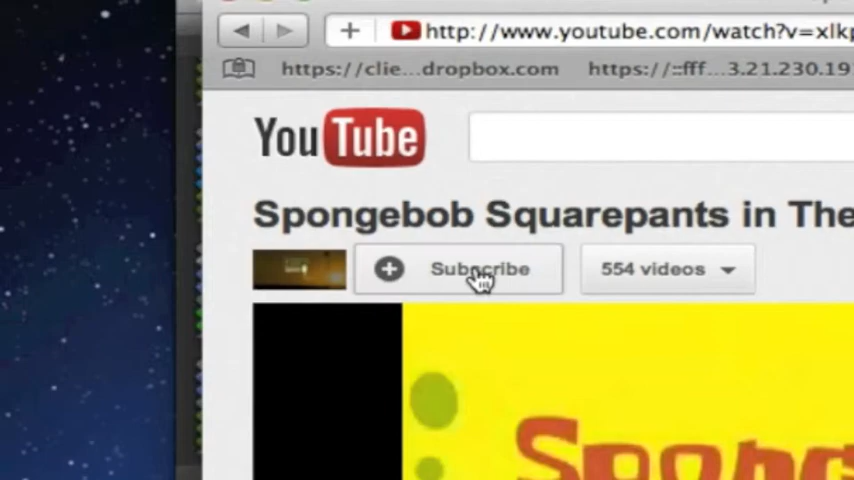 http://www.youtube.com/watch?v=xlkp
https://clie...dropbox.com https://::fff...3.21.230.19
YouTube
Spongebob Squarepants in The
Subscribe 554 videos
Spong